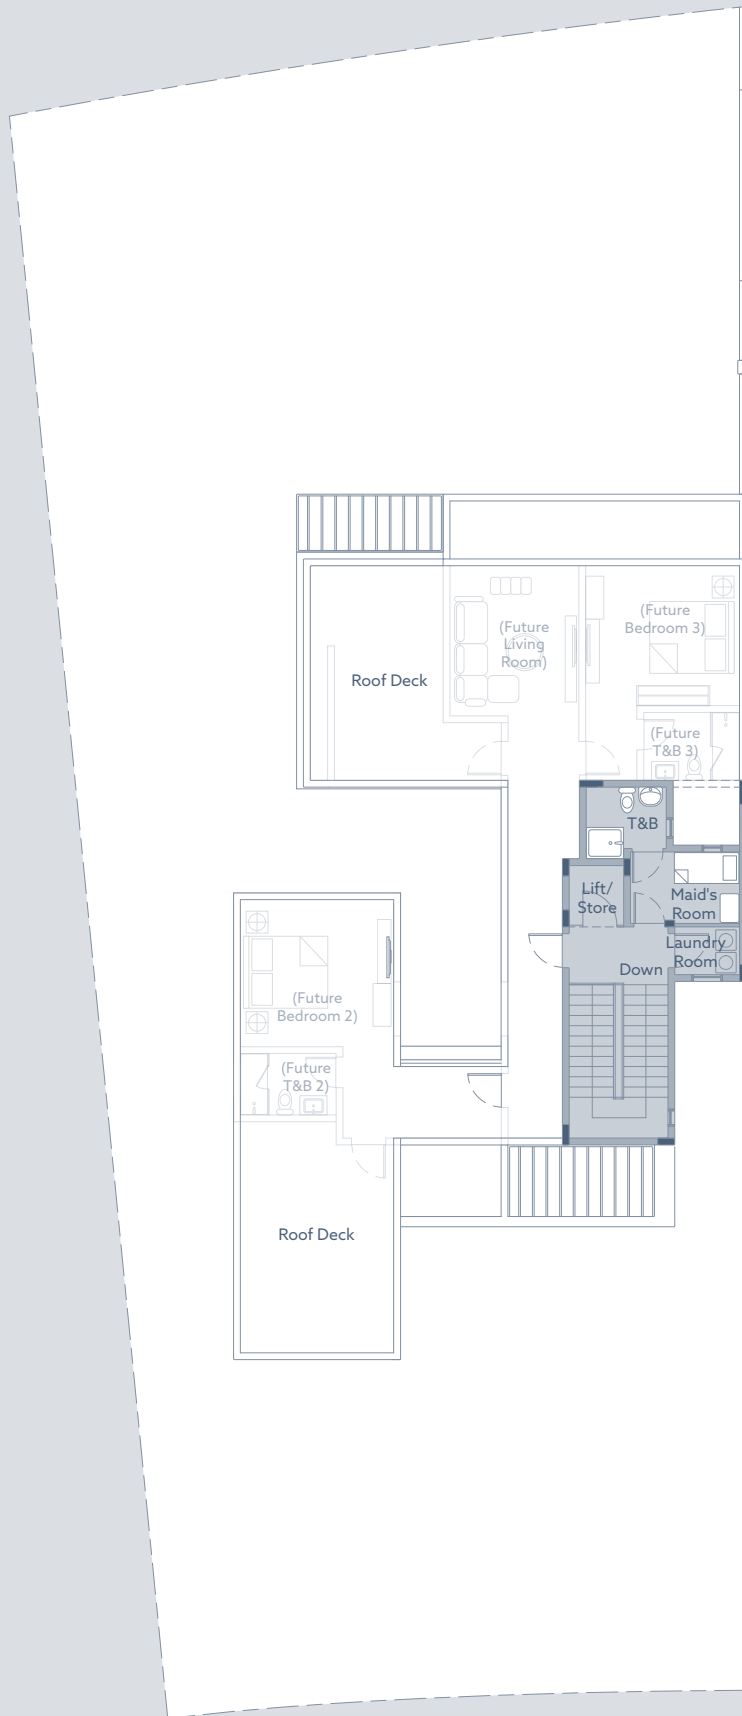 (Future
Bedroom 3)
(Future
Living
Room)
Roof Deck
(Future
T&B 3)
T&B
Lift/
Store
Maid's
Room
Laundry
Room
Down
(Future
Bedroom 2)
(Future
T&B 2)
Roof Deck